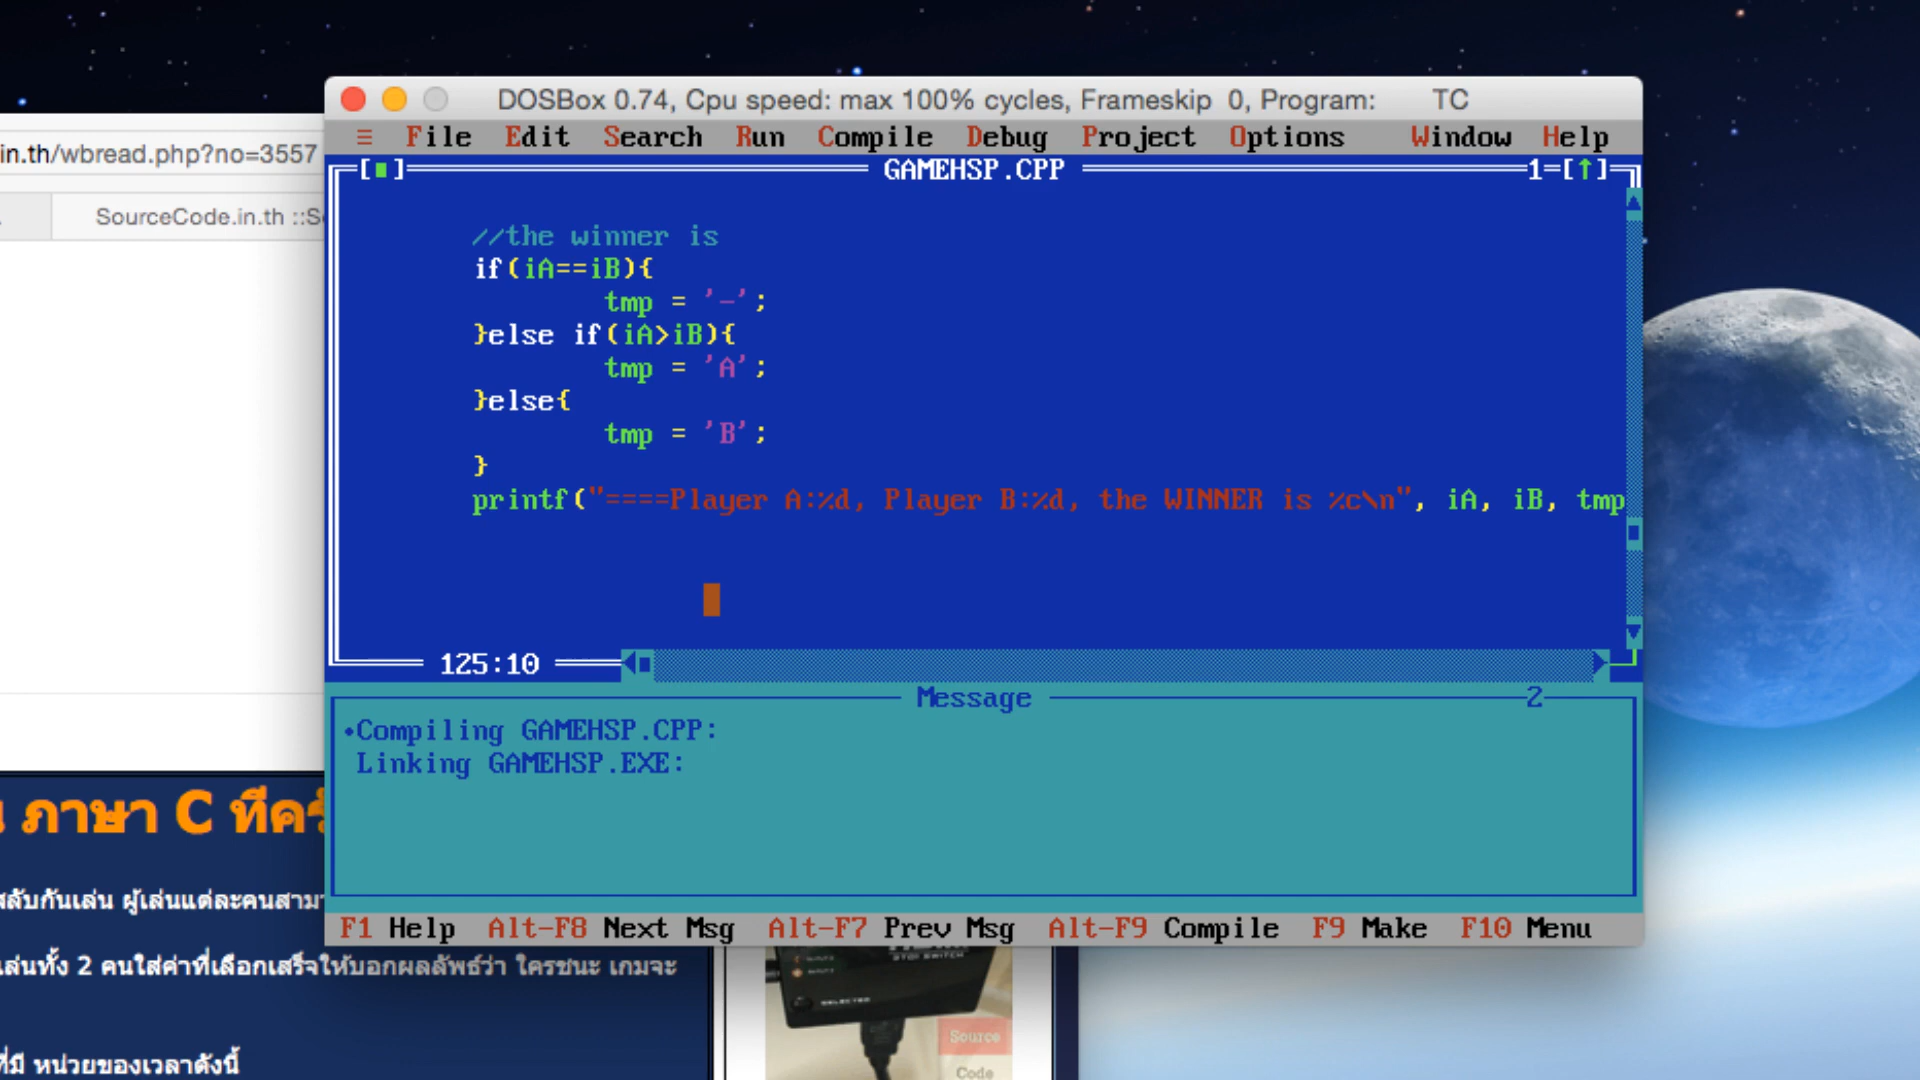 DOSBox 0.74, Cpu speed: max 100% cycles, Frameskip 0, Program: TC
≡ File Edit Search Run Compile Debug Project Options Window Help
in.th/wbread.php?no=3557
[■] GAMEHSP.CPP 1=[↑]
SourceCode.in.th ::S
//the winner is
if(iA==iB){
tmp = '-';
}else if(iA>iB){
tmp = 'A';
}else{
tmp = 'B';
}
printf("====Player A:%d, Player B:%d, the WINNER is %c\n", iA, iB, tmp
125:10
Message 2
•Compiling GAMEHSP.CPP:
Linking GAMEHSP.EXE:
ภาษา C ที่คร
สลับกันเล่น ผู้เล่นแต่ละคนสาม
F1 Help Alt-F8 Next Msg Alt-F7 Prev Msg Alt-F9 Compile F9 Make F10 Menu
เล่นทั้ง 2 คนใส่ค่าที่เลือกเสร็จให้บอกผลลัพธ์ว่า ใครชนะ เกมจะ
SELECTED
Source
Code
ที่มี หน่วยของเวลาดังนี้